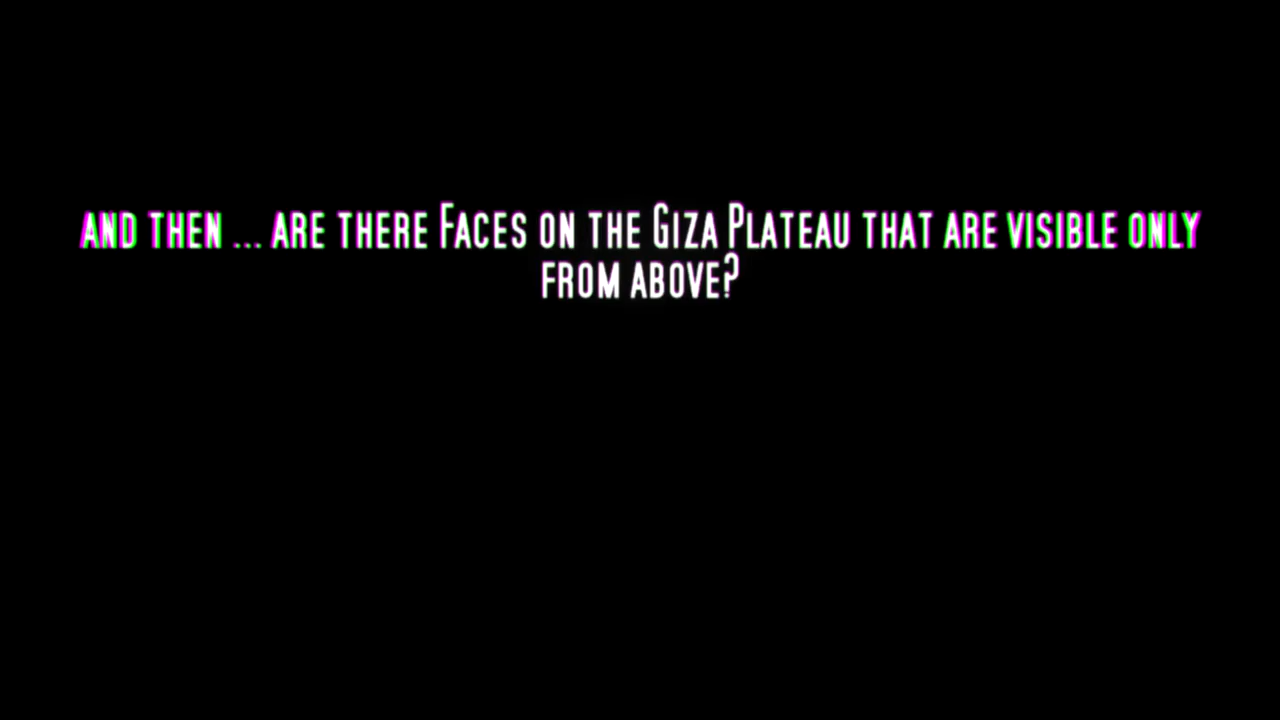 and then ... are there Faces on the Giza Plateau that are visible only
from above?